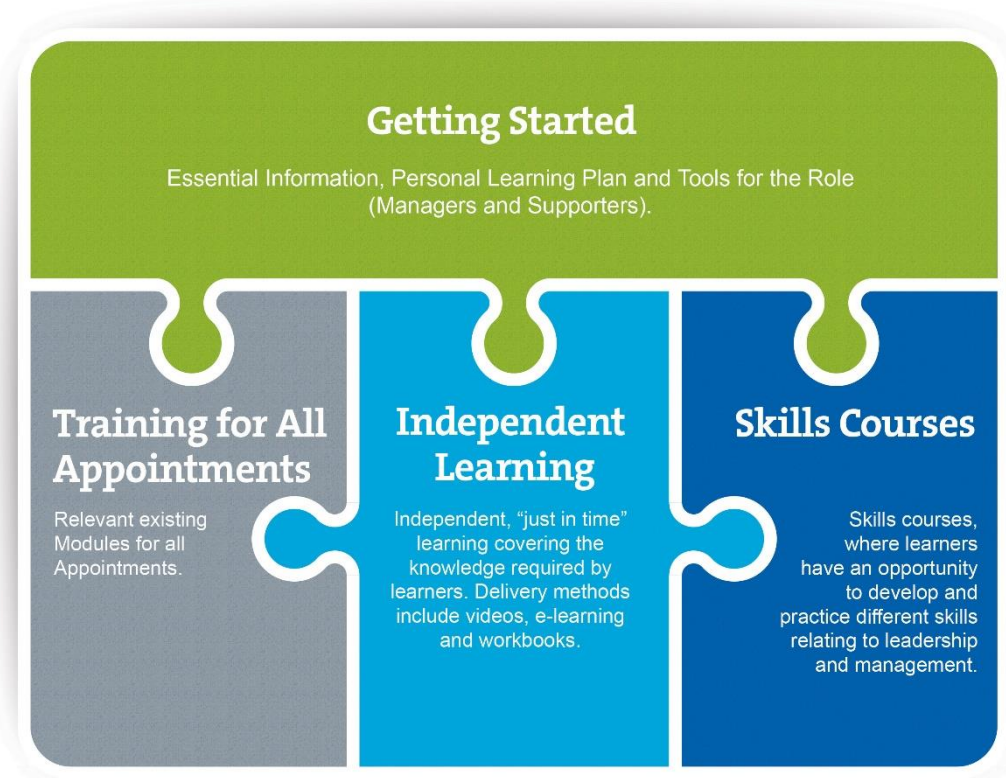 Getting Started
Essential Information, Personal Learning Plan and Tools for the Role
(Managers and Supporters).
Training for All
Appointments
Relevant existing
Modules for all
Appointments.
Independent
Learning
Independent, “just in time”
learning covering the
knowledge required by
learners. Delivery methods
include videos, e-learning
and workbooks.
Skills Courses
Skills courses,
where learners
have an opportunity
to develop and
practice different skills
relating to leadership
and management.